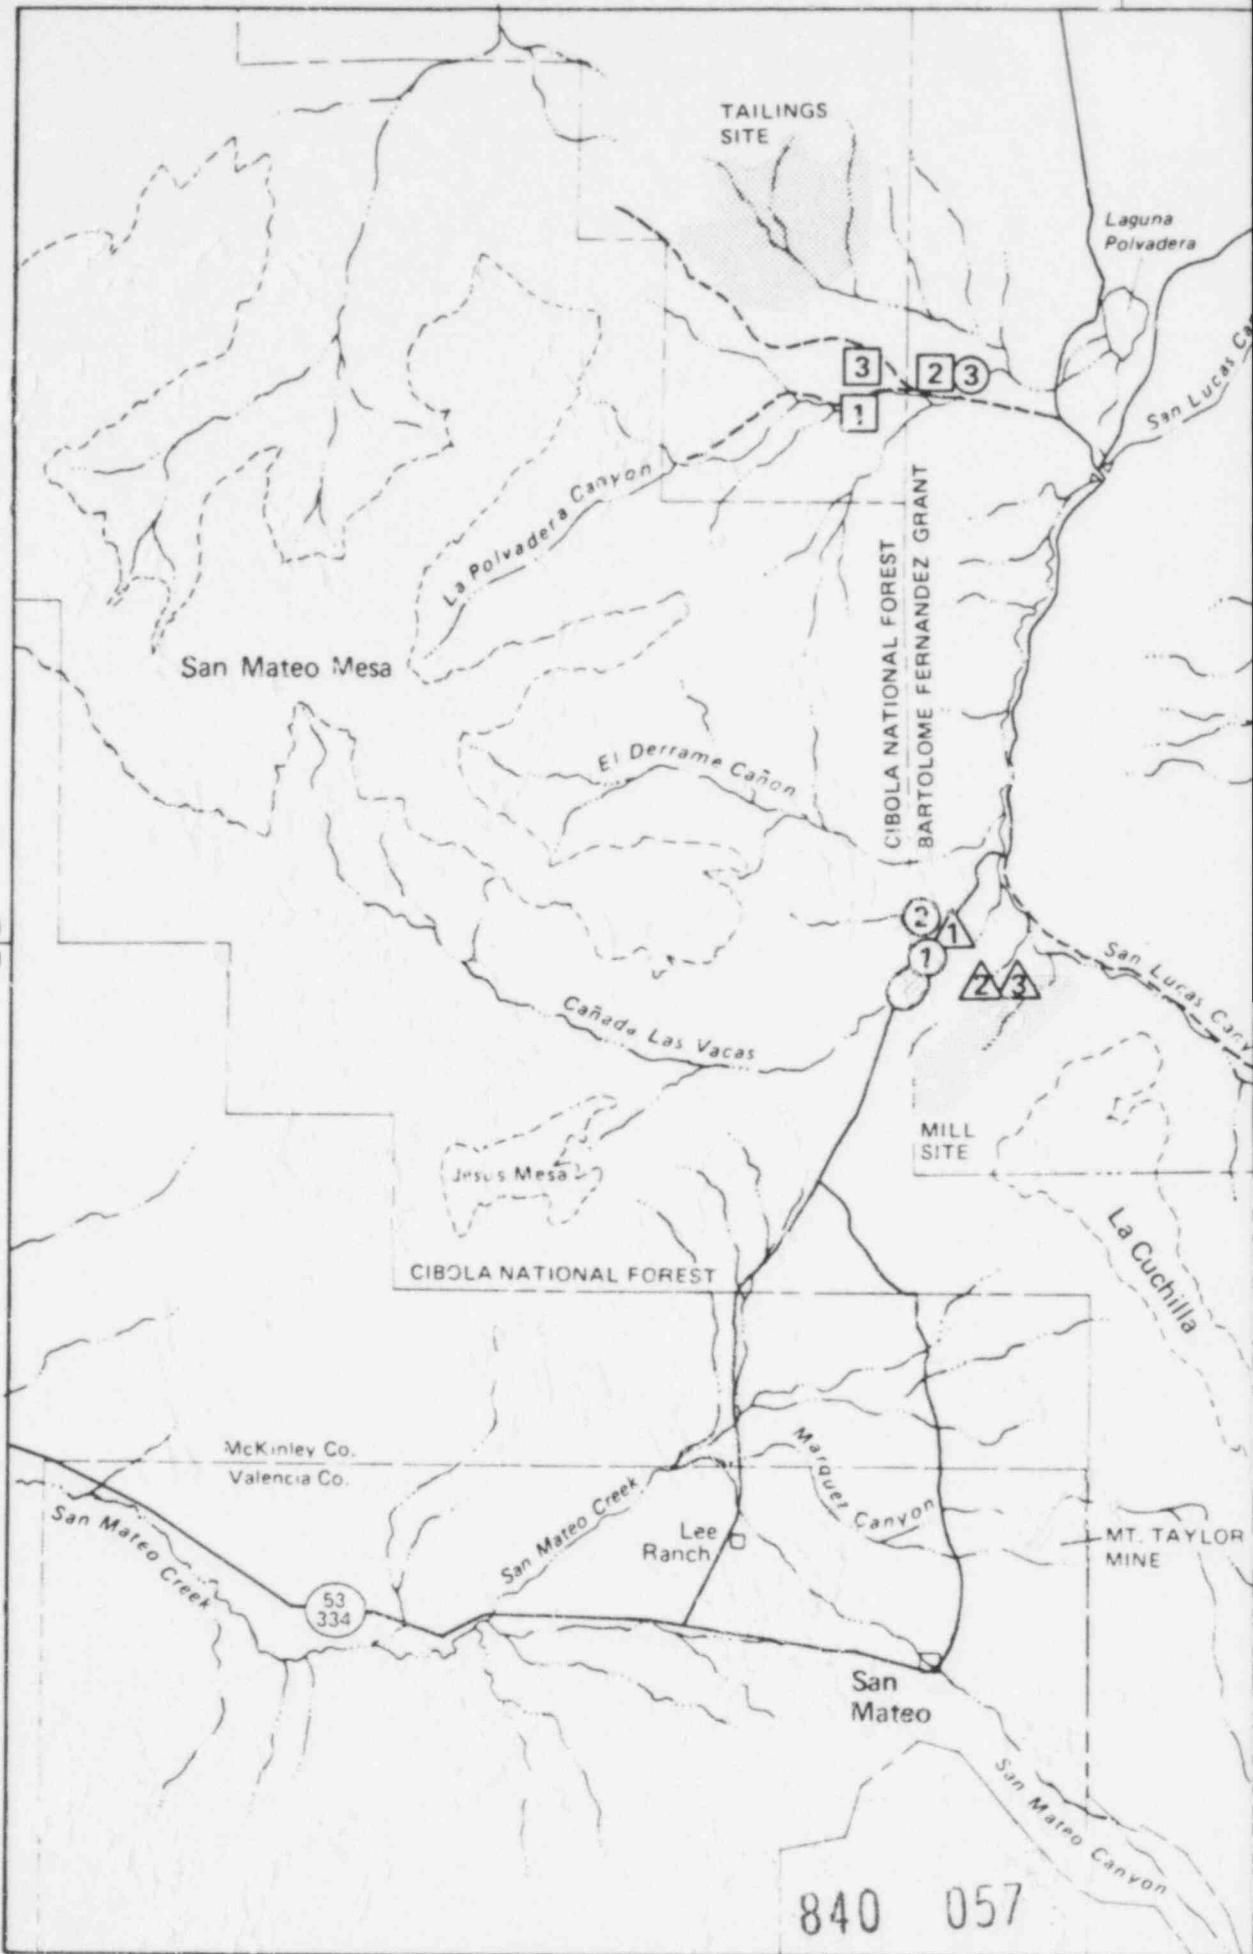 TAILINGS
SITE
Laguna
Polvadera
3
2
3
1
San Lucas
La Polvadera Canyon
CIBOLA NATIONAL FOREST
BARTOLOME FERNANDEZ GRANT
San Mateo Mesa
El Derrame Cañon
2
1
1
2
3
San Lucas
Cañada Las Vacas
MILL
SITE
Jesus Mesa
La Cuchilla
CIBOLA NATIONAL FOREST
McKinley Co.
Valencia Co.
Marquez Canyon
San Mateo Creek
San Mateo Creek
Lee
Ranch
MT. TAYLOR
MINE
53
334
San
Mateo
San Mateo Canyon
840 057